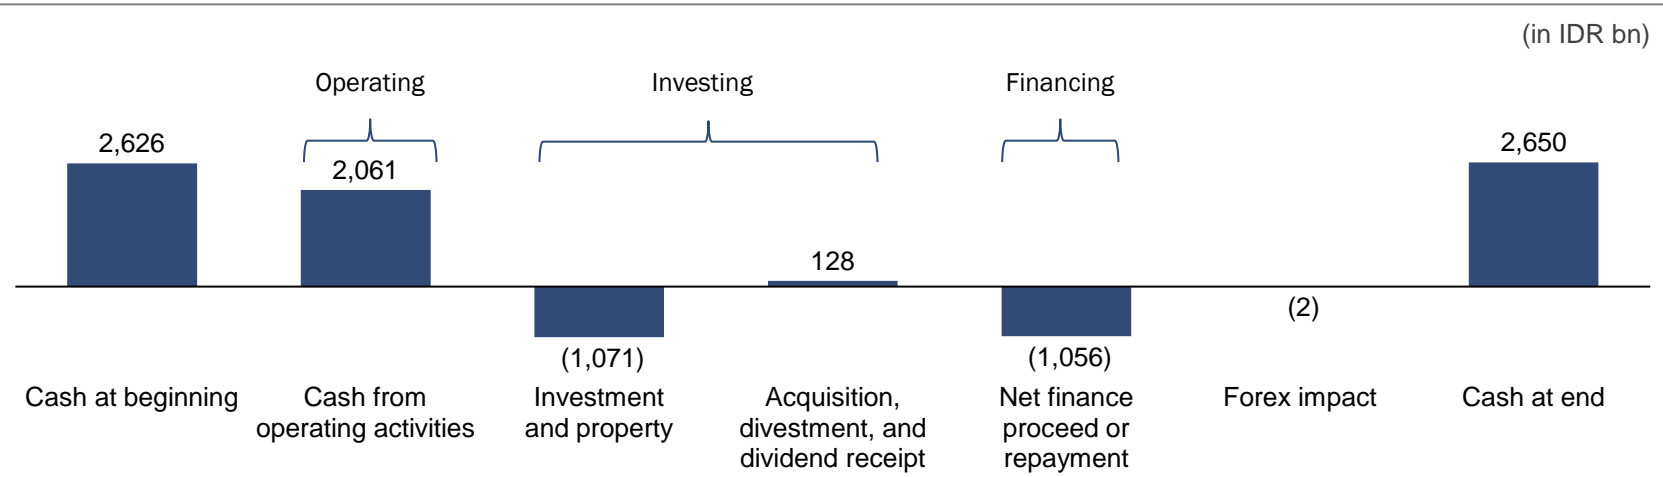 (in IDR bn)
Operating
Investing
Financing
2,626
2,061
(1,071)
128
(1,056)
(2)
2,650
Cash at beginning
Cash from
operating activities
Investment
and property
Acquisition,
divestment, and
dividend receipt
Net finance
proceed or
repayment
Forex impact
Cash at end